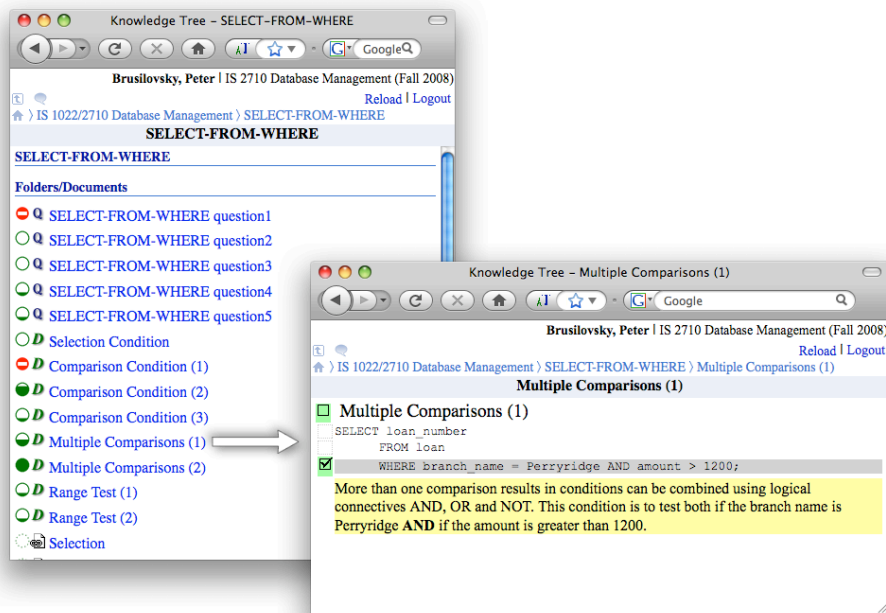 Knowledge Tree – SELECT-FROM-WHERE
Google
Brusilovsky, Peter | IS 2710 Database Management (Fall 2008)
Reload | Logout
〉IS 1022/2710 Database Management 〉SELECT-FROM-WHERE
SELECT-FROM-WHERE
SELECT-FROM-WHERE
Folders/Documents
Q SELECT-FROM-WHERE question1
Q SELECT-FROM-WHERE question2
Q SELECT-FROM-WHERE question3
Q SELECT-FROM-WHERE question4
Q SELECT-FROM-WHERE question5
D Selection Condition
D Comparison Condition (1)
D Comparison Condition (2)
D Comparison Condition (3)
D Multiple Comparisons (1)
D Multiple Comparisons (2)
D Range Test (1)
D Range Test (2)
Selection
Knowledge Tree – Multiple Comparisons (1)
Google
Brusilovsky, Peter | IS 2710 Database Management (Fall 2008)
Reload | Logout
〉IS 1022/2710 Database Management 〉SELECT-FROM-WHERE 〉Multiple Comparisons (1)
Multiple Comparisons (1)
Multiple Comparisons (1)
SELECT loan_number
FROM loan
WHERE branch_name = Perryridge AND amount > 1200;
More than one comparison results in conditions can be combined using logical
connectives AND, OR and NOT. This condition is to test both if the branch name is
Perryridge AND if the amount is greater than 1200.